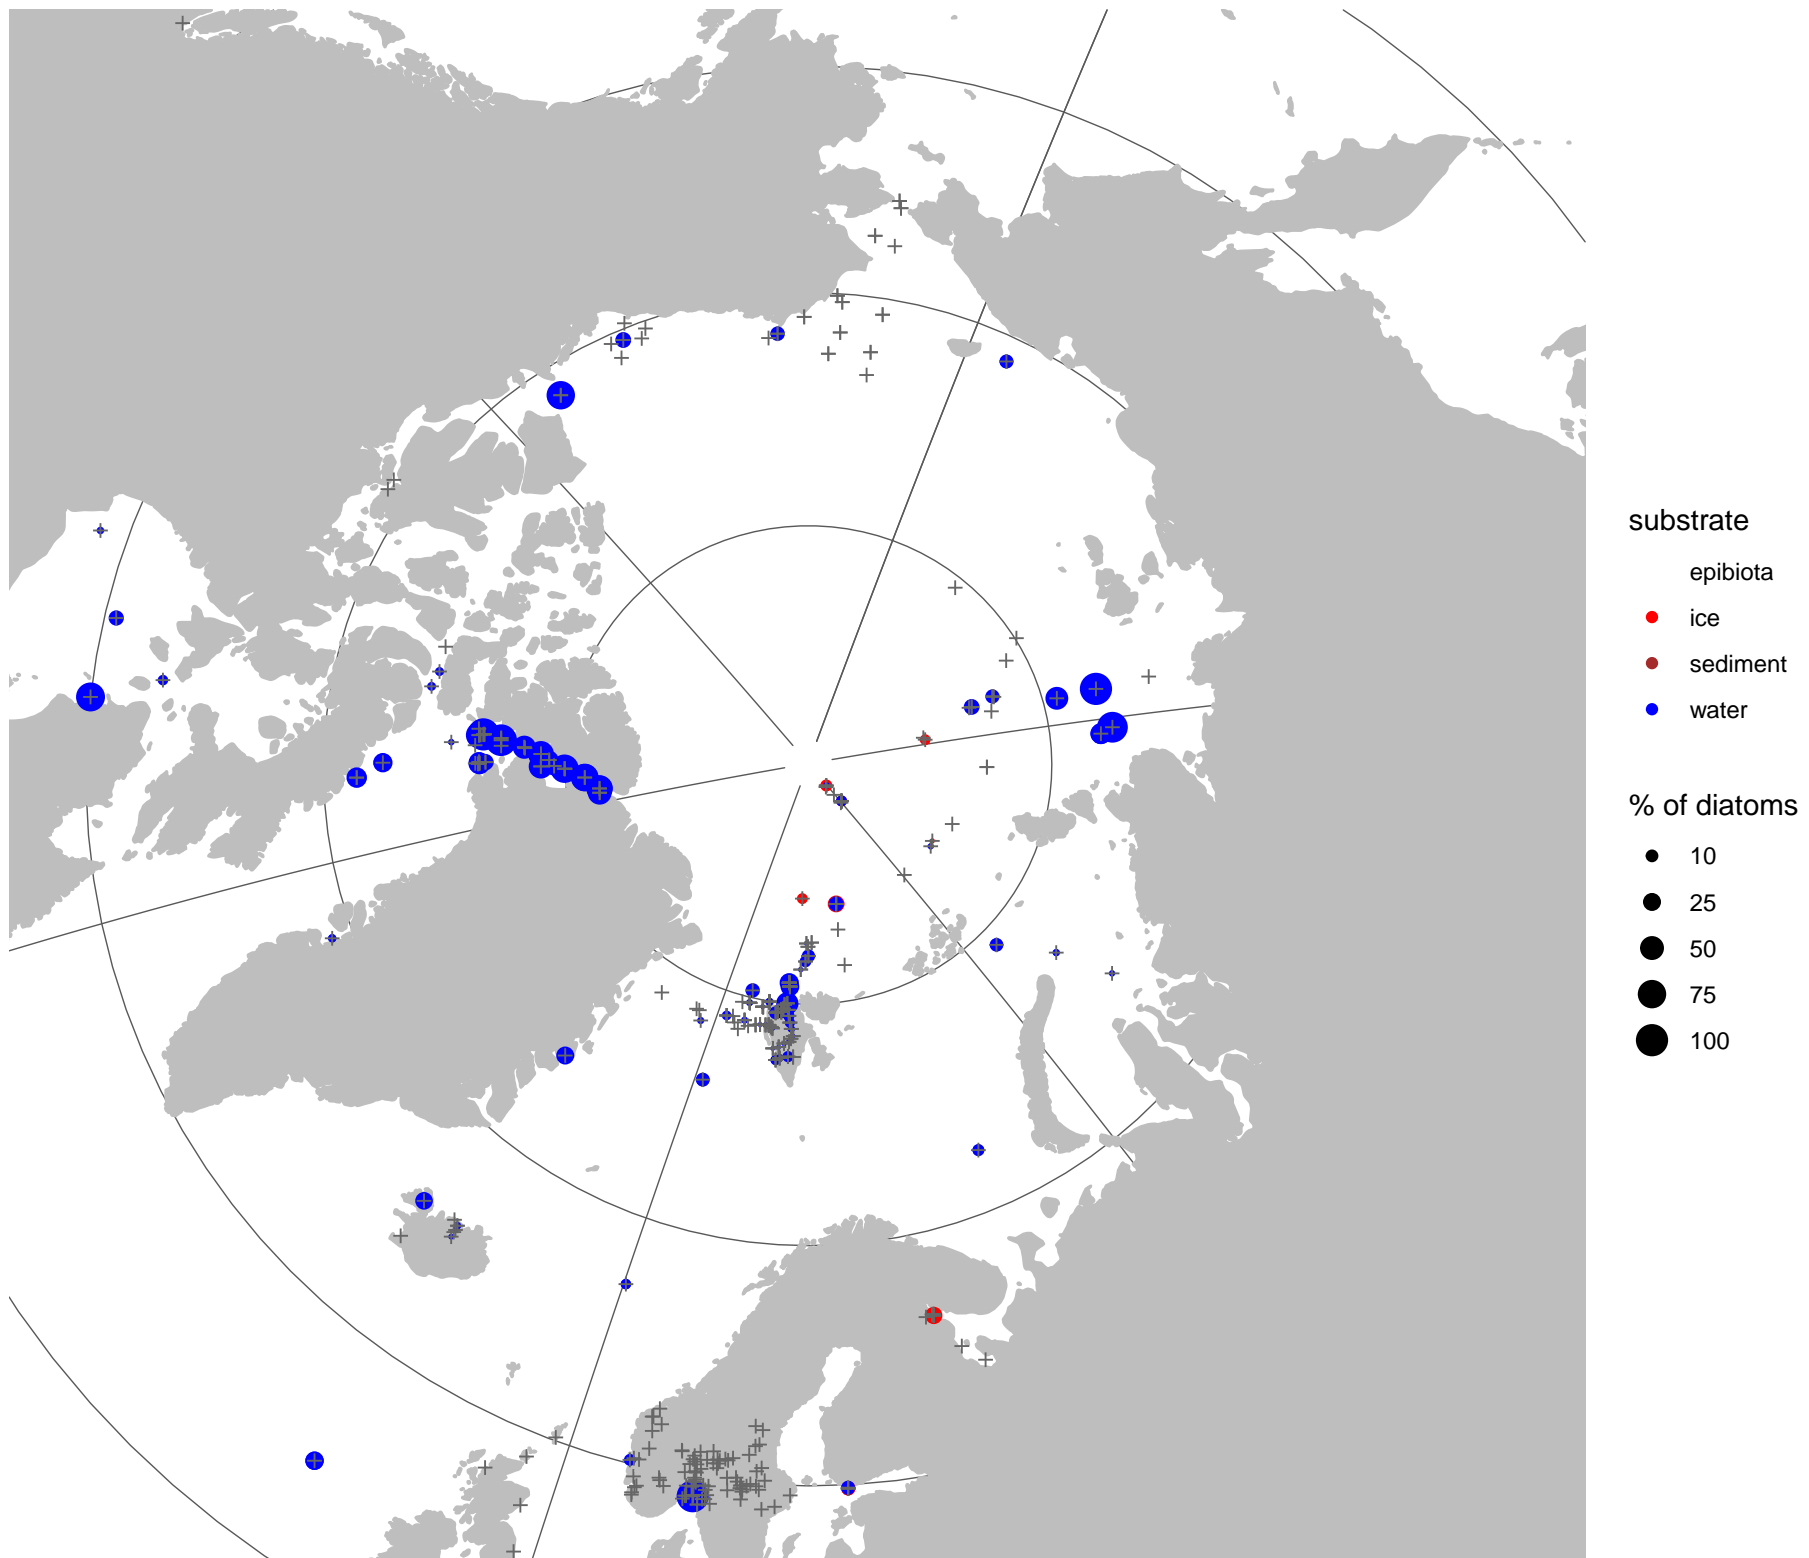 substrate
epibiota
ice
sediment
water
% of diatoms
10
25
50
75
100